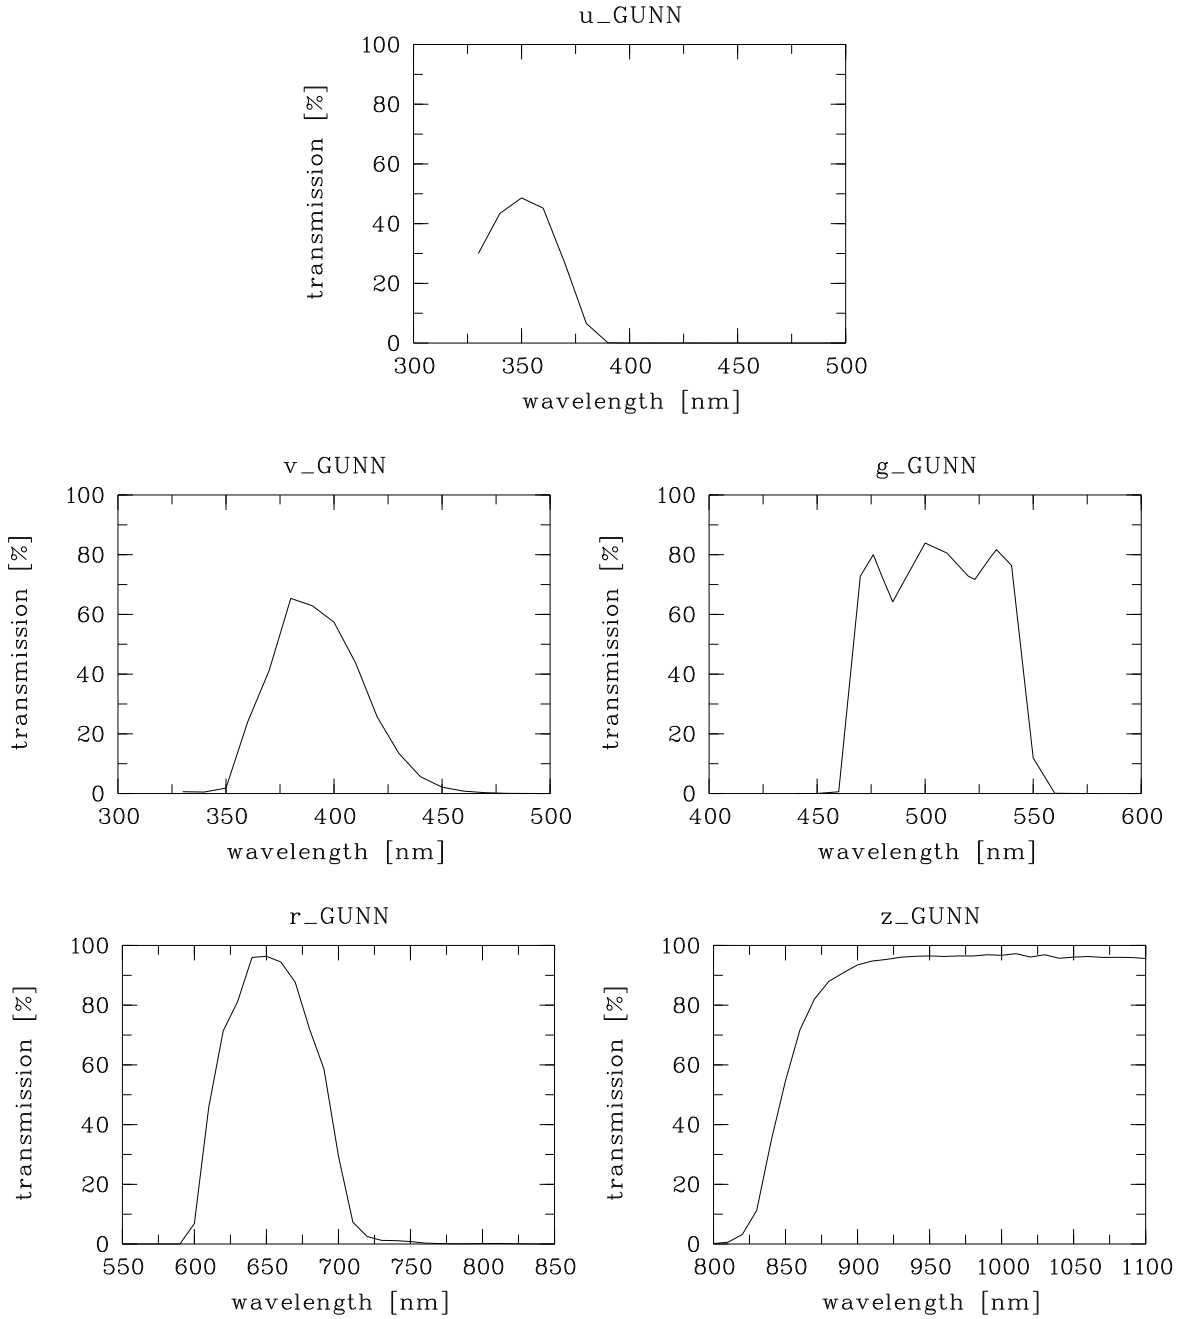 u_GUNN
100
80
60
40
20
0
transmission [%]
300 350 400 450 500
wavelength [nm]
v_GUNN
100
80
60
40
20
0
transmission [%]
300 350 400 450 500
wavelength [nm]
g_GUNN
100
80
60
40
20
0
transmission [%]
400 450 500 550 600
wavelength [nm]
r_GUNN
100
80
60
40
20
0
transmission [%]
550 600 650 700 750 800 850
wavelength [nm]
z_GUNN
100
80
60
40
20
0
transmission [%]
800 850 900 950 1000 1050 1100
wavelength [nm]